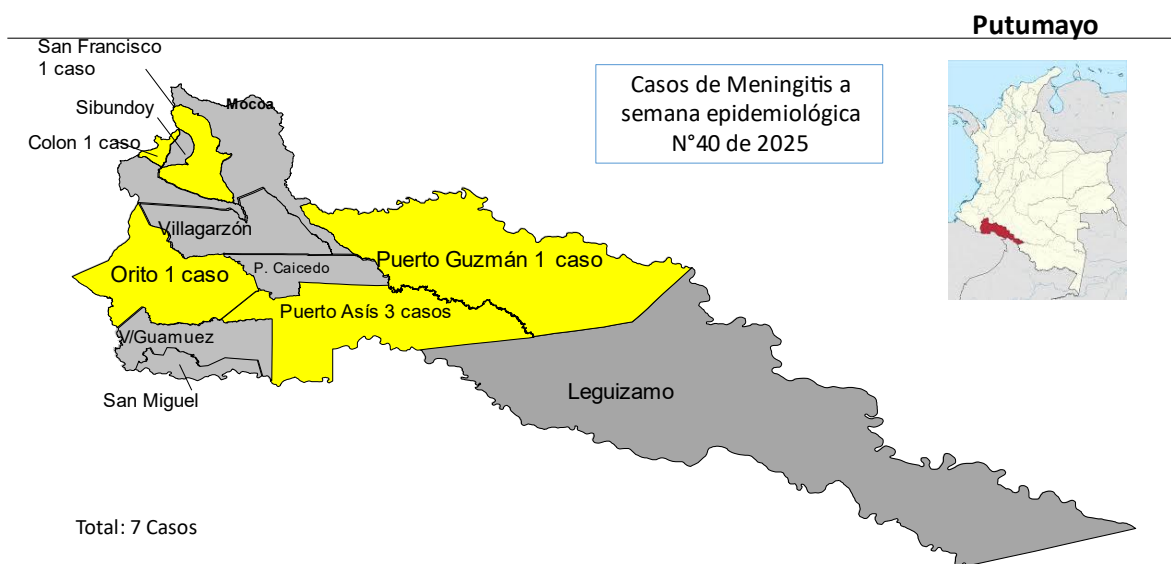 Putumayo
San Francisco
1 caso
Sibundoy
Colon 1 caso
Mocoa
Casos de Meningitis a
semana epidemiológica
N°40 de 2025
Villagarzón
Orito 1 caso
P. Caicedo
Puerto Guzmán 1 caso
Puerto Asís 3 casos
V/Guamuez
San Miguel
Leguizamo
Total: 7 Casos